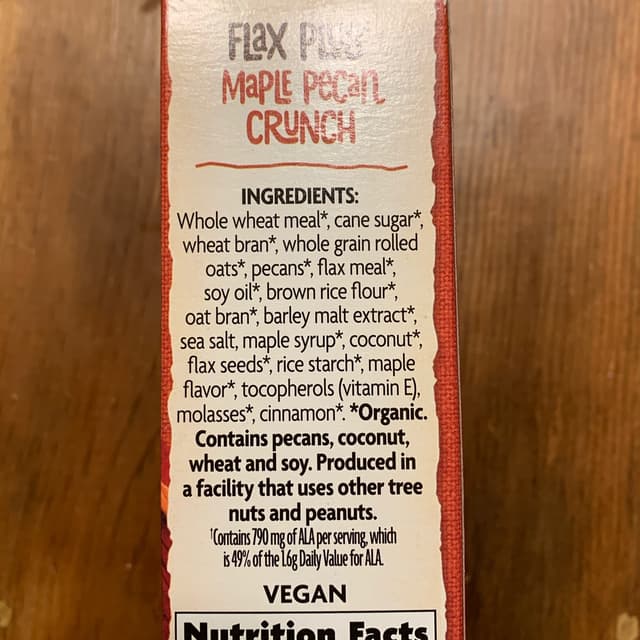 FLax PLUS
MaPLE Pecan
CRUNCH
INGREDIENTS:
Whole wheat meal*, cane sugar*,
wheat bran*, whole grain rolled
oats*, pecans*, flax meal*,
soy oil*, brown rice flour*,
oat bran*, barley malt extract*,
sea salt, maple syrup*, coconut*,
flax seeds*, rice starch*, maple
flavor*, tocopherols (vitamin E),
molasses*, cinnamon*. *Organic.
Contains pecans, coconut,
wheat and soy. Produced in
a facility that uses other tree
nuts and peanuts.
†Contains 790 mg of ALA per serving, which
is 49% of the 1.6g Daily Value for ALA.
VEGAN
Nutrition Facts